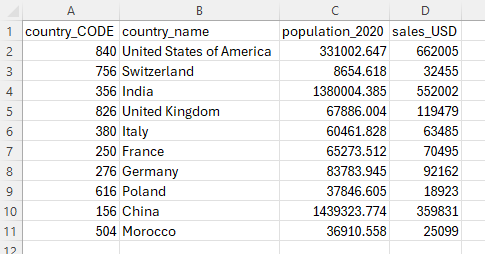 A B C D
1 country_CODE country_name population_2020 sales_USD
2 840 United States of America 331002.647 662005
3 756 Switzerland 8654.618 32455
4 356 India 1380004.385 552002
5 826 United Kingdom 67886.004 119479
6 380 Italy 60461.828 63485
7 250 France 65273.512 70495
8 276 Germany 83783.945 92162
9 616 Poland 37846.605 18923
10 156 China 1439323.774 359831
11 504 Morocco 36910.558 25099
12